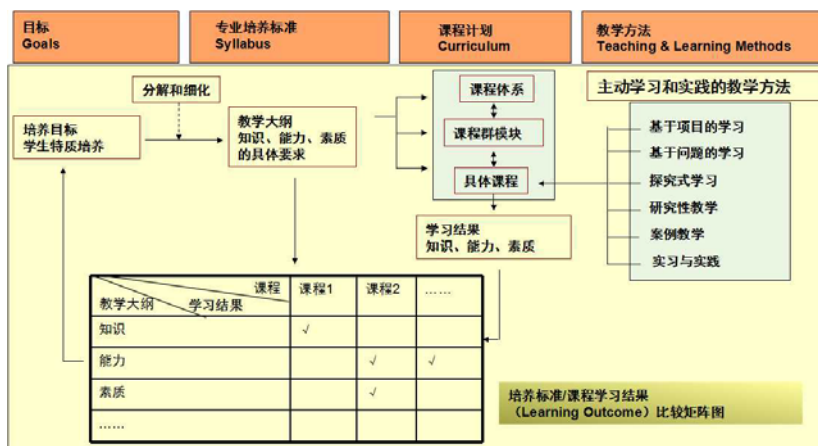 目标
Goals
专业培养标准
Syllabus
课程计划
Curriculum
教学方法
Teaching & Learning Methods
分解和细化
培养目标
学生特质培养
教学大纲
知识、能力、素质
的具体要求
课程体系
课程群模块
具体课程
学习结果
知识、能力、素质
主动学习和实践的教学方法
基于项目的学习
基于问题的学习
探究式学习
研究性教学
案例教学
实习与实践
课程
学习结果
教学大纲
课程1
课程2
……
知识
√
能力
√
√
素质
√
……
培养标准/课程学习结果
（Learning Outcome）比较矩阵图